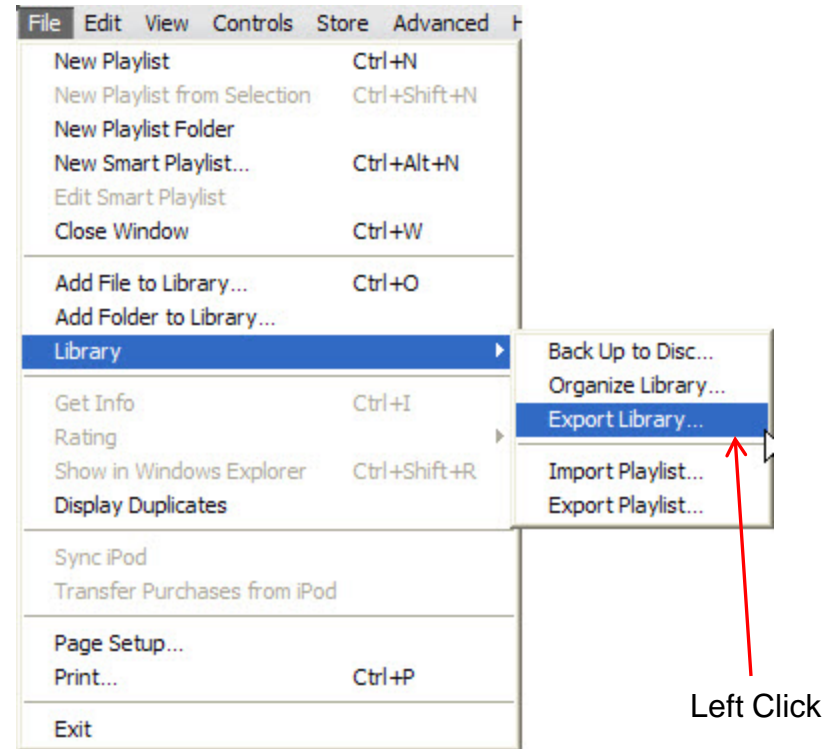 File Edit View Controls Store Advanced
New Playlist Ctrl+N
New Playlist from Selection Ctrl+Shift+N
New Playlist Folder
New Smart Playlist... Ctrl+Alt+N
Edit Smart Playlist
Close Window Ctrl+W
Add File to Library... Ctrl+O
Add Folder to Library...
Library
Back Up to Disc...
Organize Library...
Export Library...
Import Playlist...
Export Playlist...
Get Info Ctrl+I
Rating
Show in Windows Explorer Ctrl+Shift+R
Display Duplicates
Sync iPod
Transfer Purchases from iPod
Page Setup...
Print... Ctrl+P
Exit
Left Click